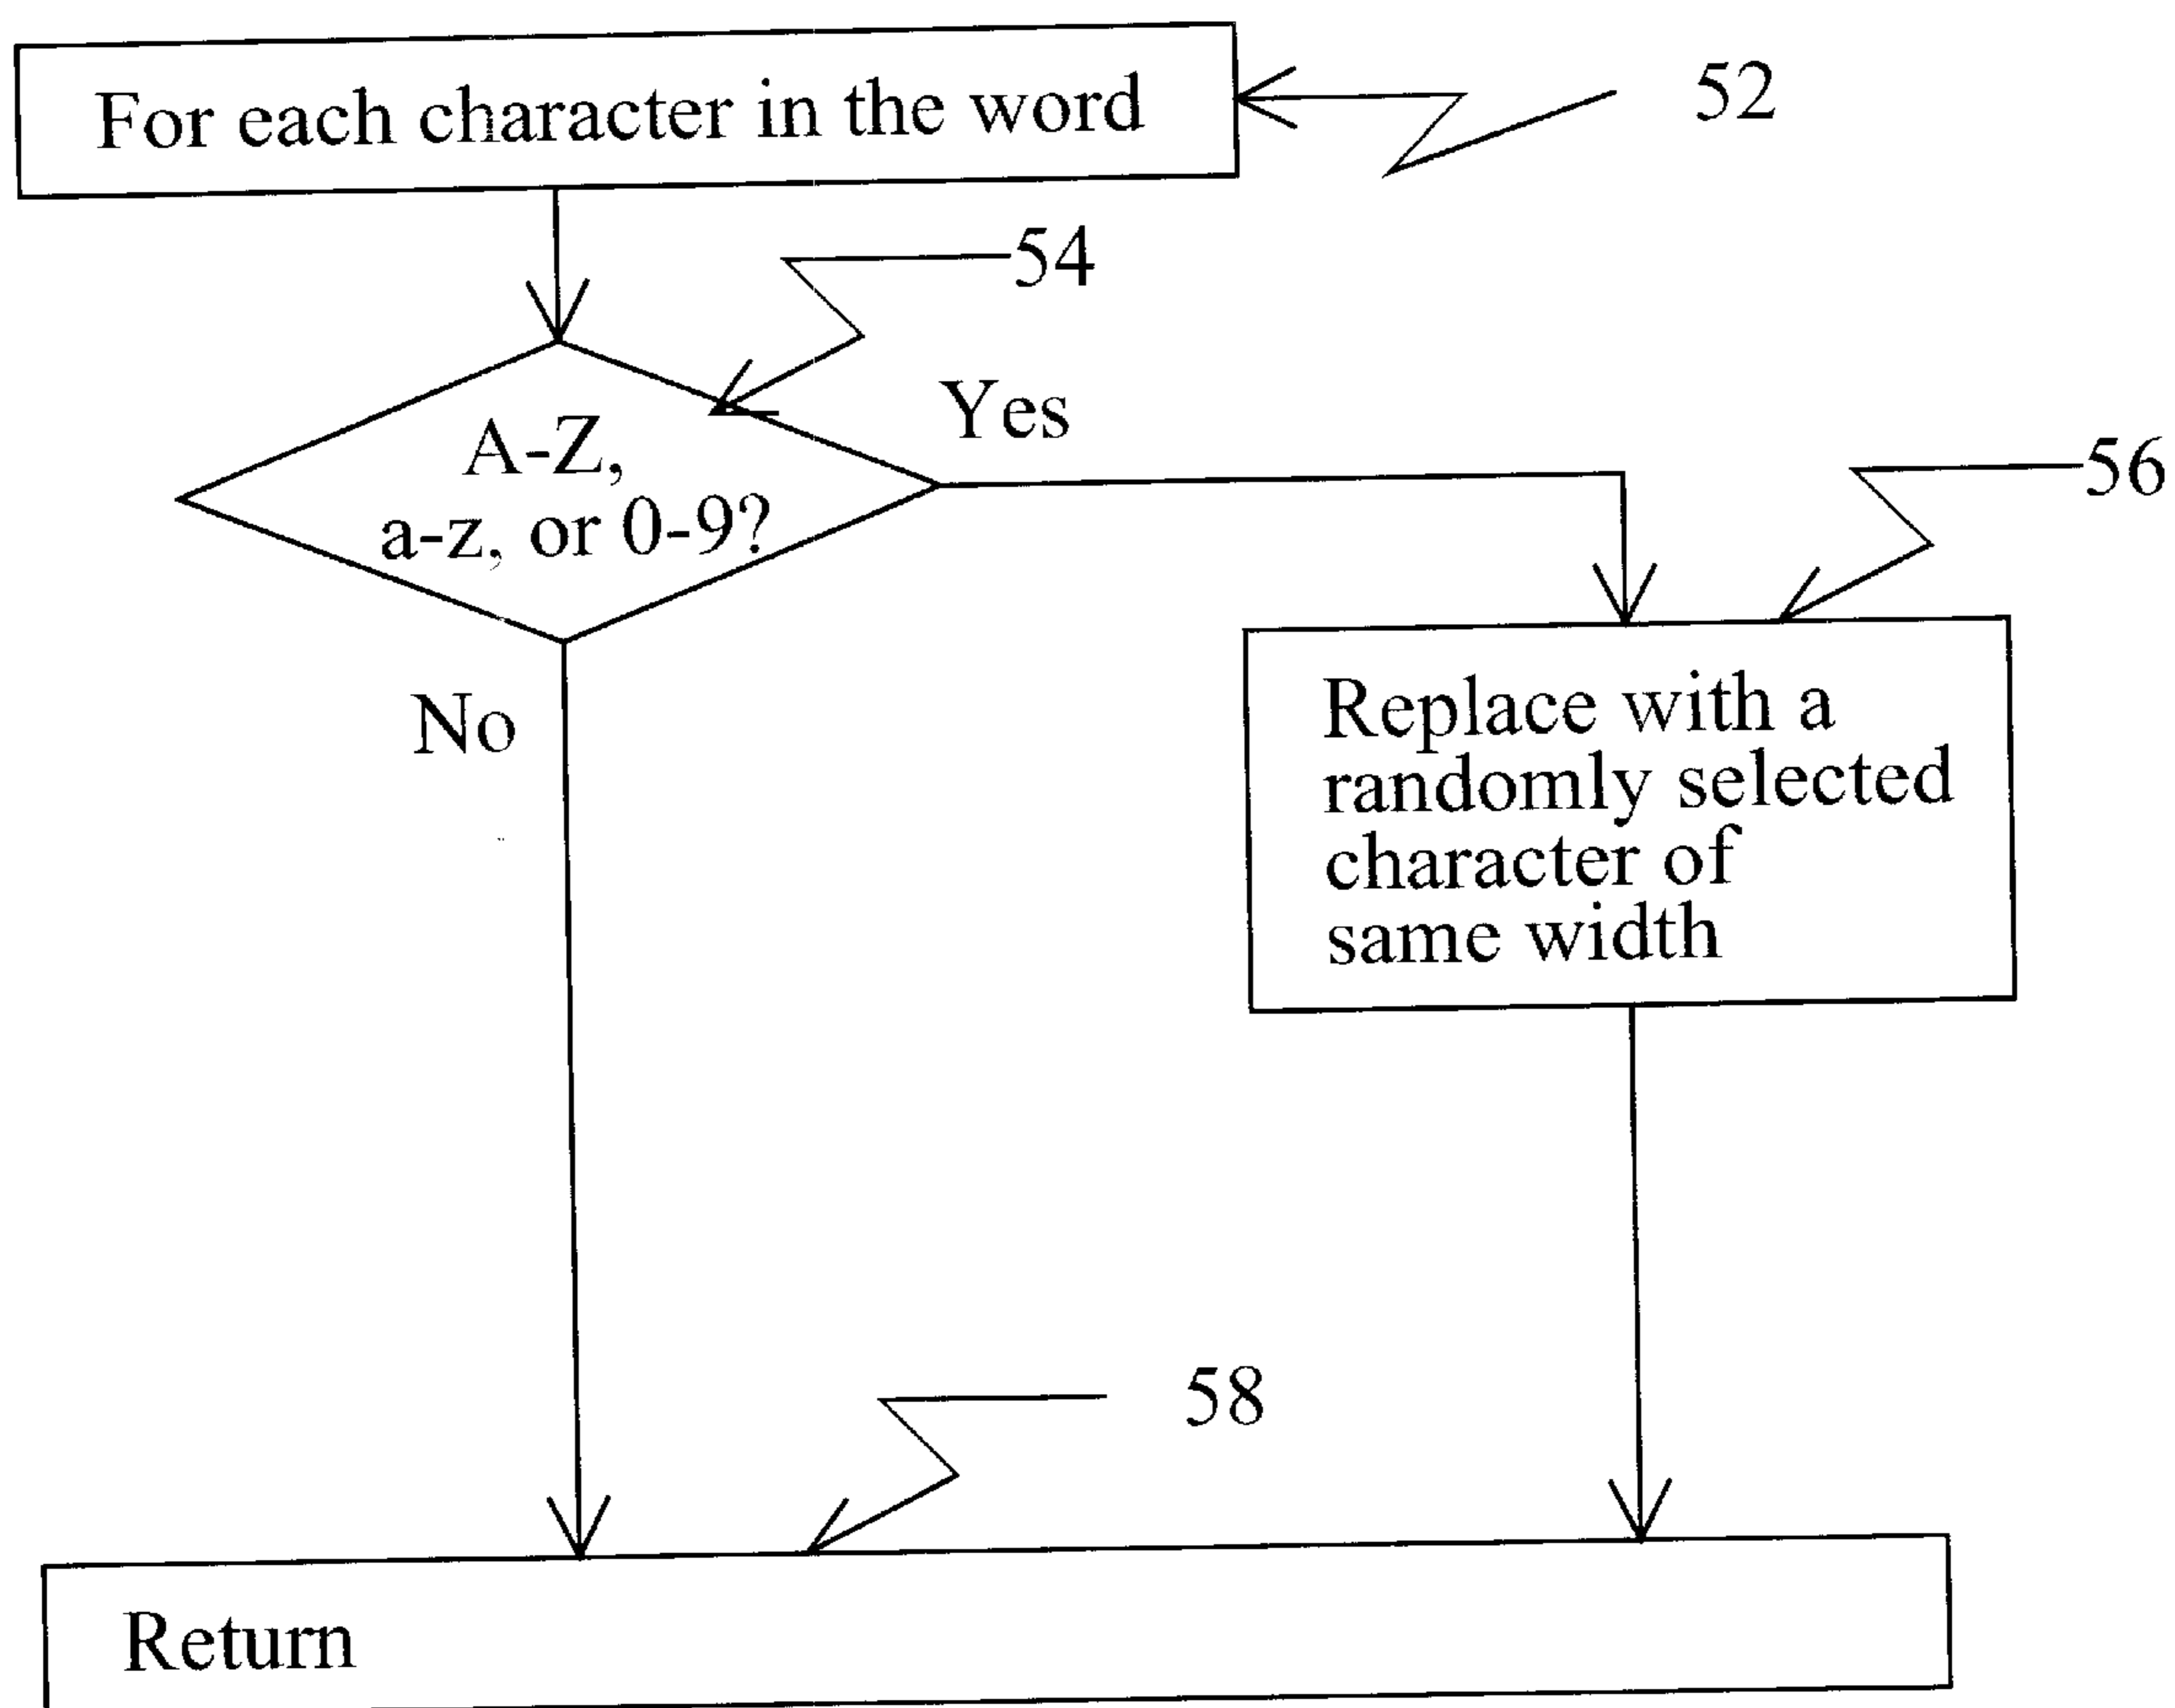 For each character in the word
52
54
Yes
A-Z,
a-z, or 0-9?
56
No
Replace with a
randomly selected
character of
same width
58
Return